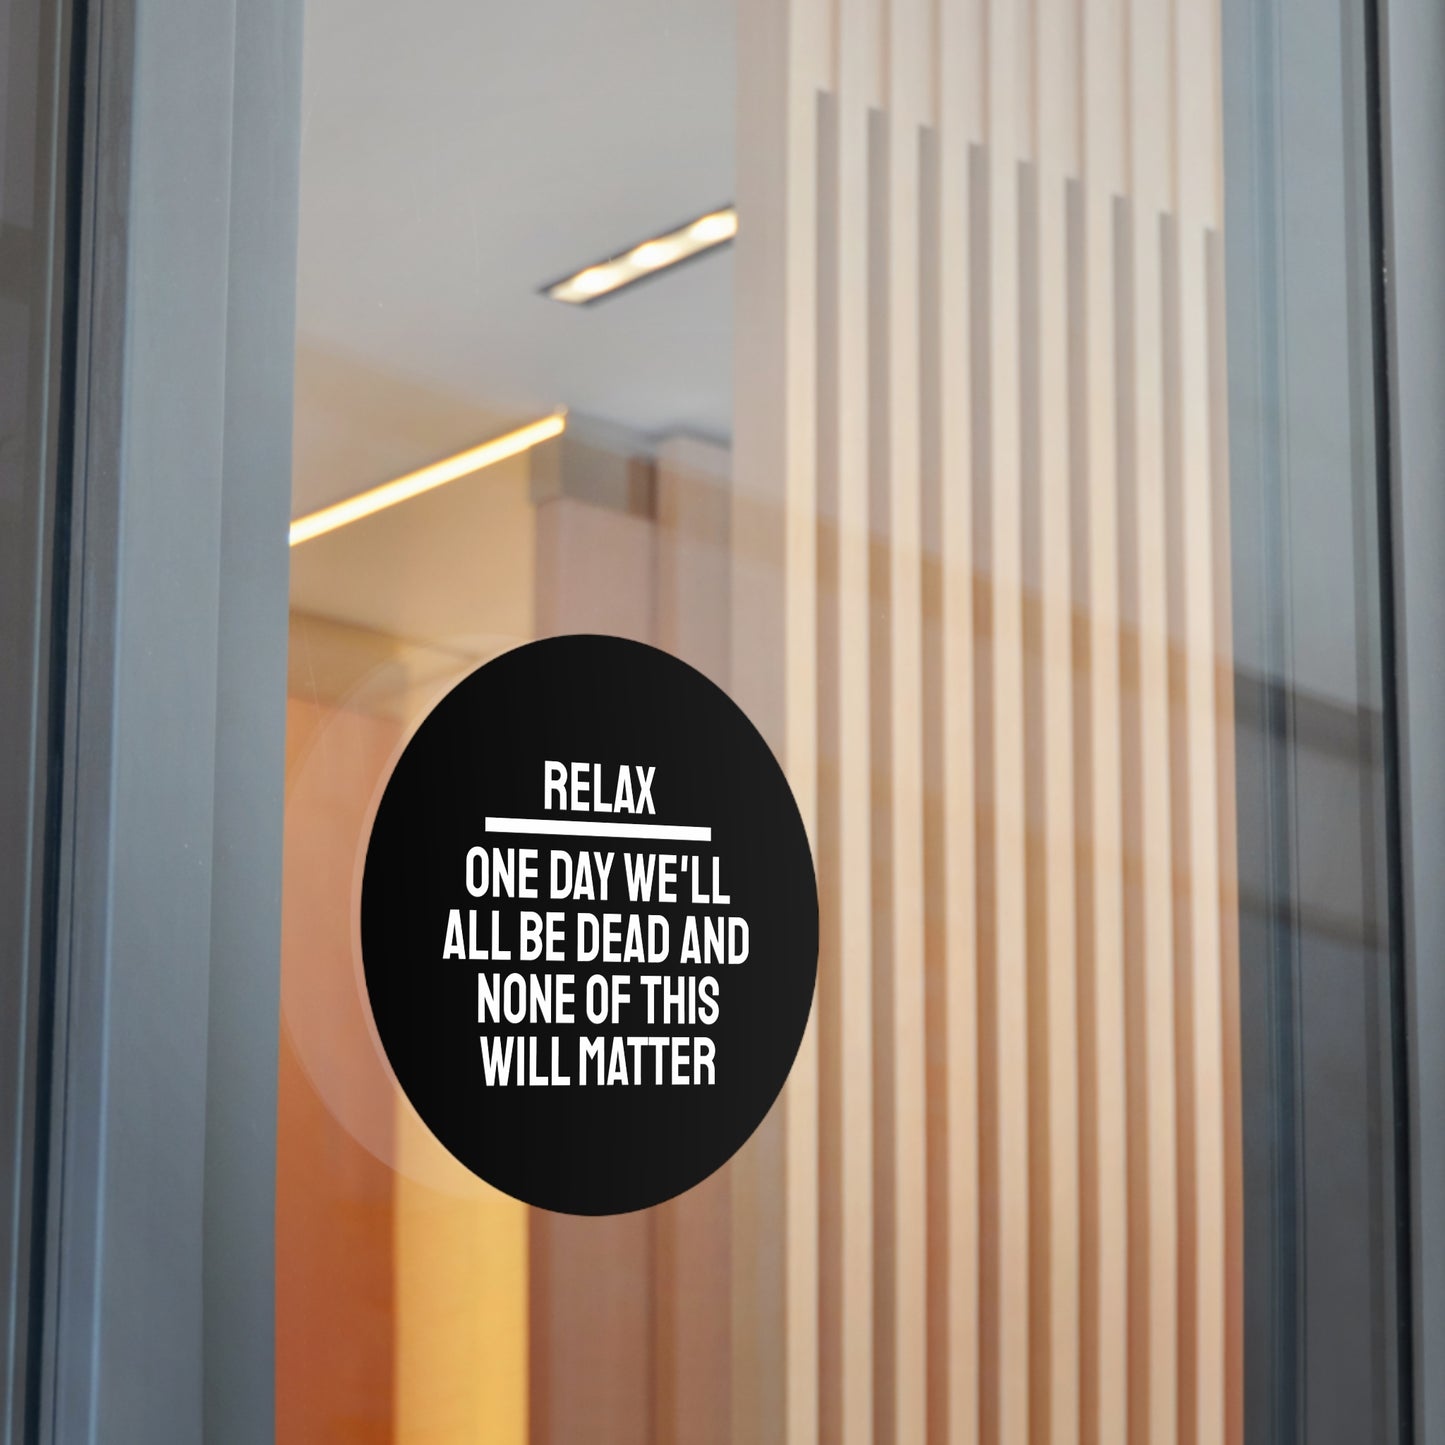 RELAX
ONE DAY WE'LL
ALL BE DEAD AND
NONE OF THIS
WILL MATTER